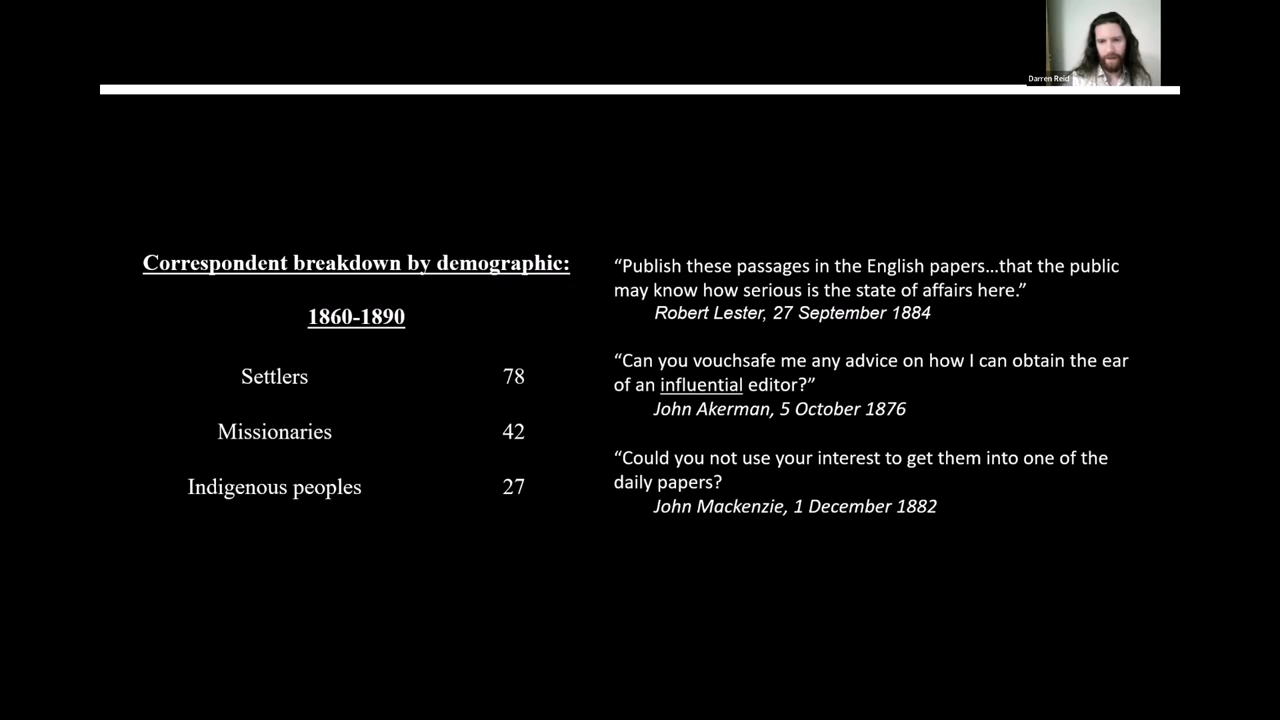 Darren Reid
Correspondent breakdown by demographic:
1860-1890
Settlers 78
Missionaries 42
Indigenous peoples 27
“Publish these passages in the English papers…that the public
may know how serious is the state of affairs here.”
Robert Lester, 27 September 1884
“Can you vouchsafe me any advice on how I can obtain the ear
of an influential editor?”
John Akerman, 5 October 1876
“Could you not use your interest to get them into one of the
daily papers?
John Mackenzie, 1 December 1882